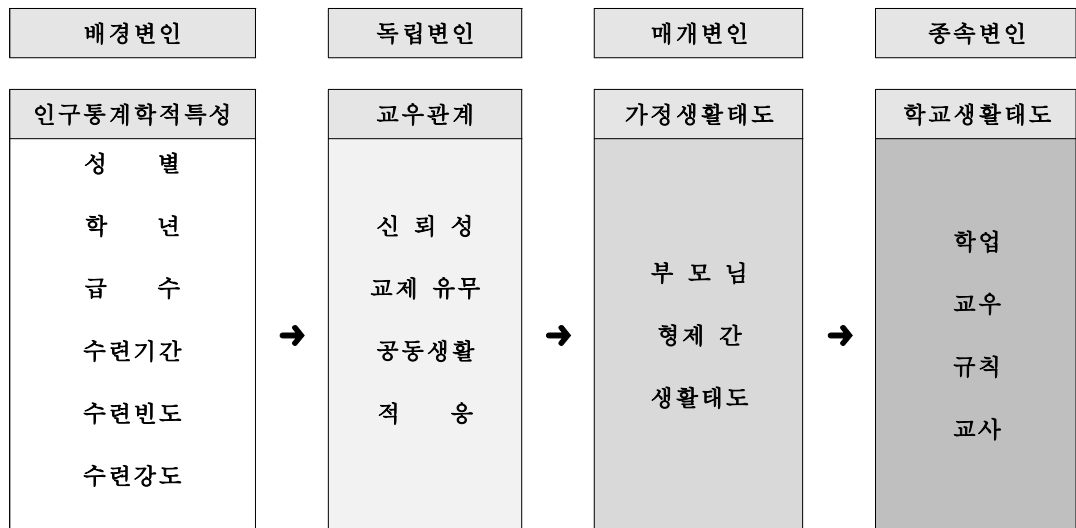 배경변인
독립변인
매개변인
종속변인
인구통계학적특성
성 별
학 년
급 수
수련기간
수련빈도
수련강도
➜
교우관계
신 뢰 성
교제 유무
공동생활
적 응
➜
가정생활태도
부 모 님
형제 간
생활태도
➜
학교생활태도
학업
교우
규칙
교사